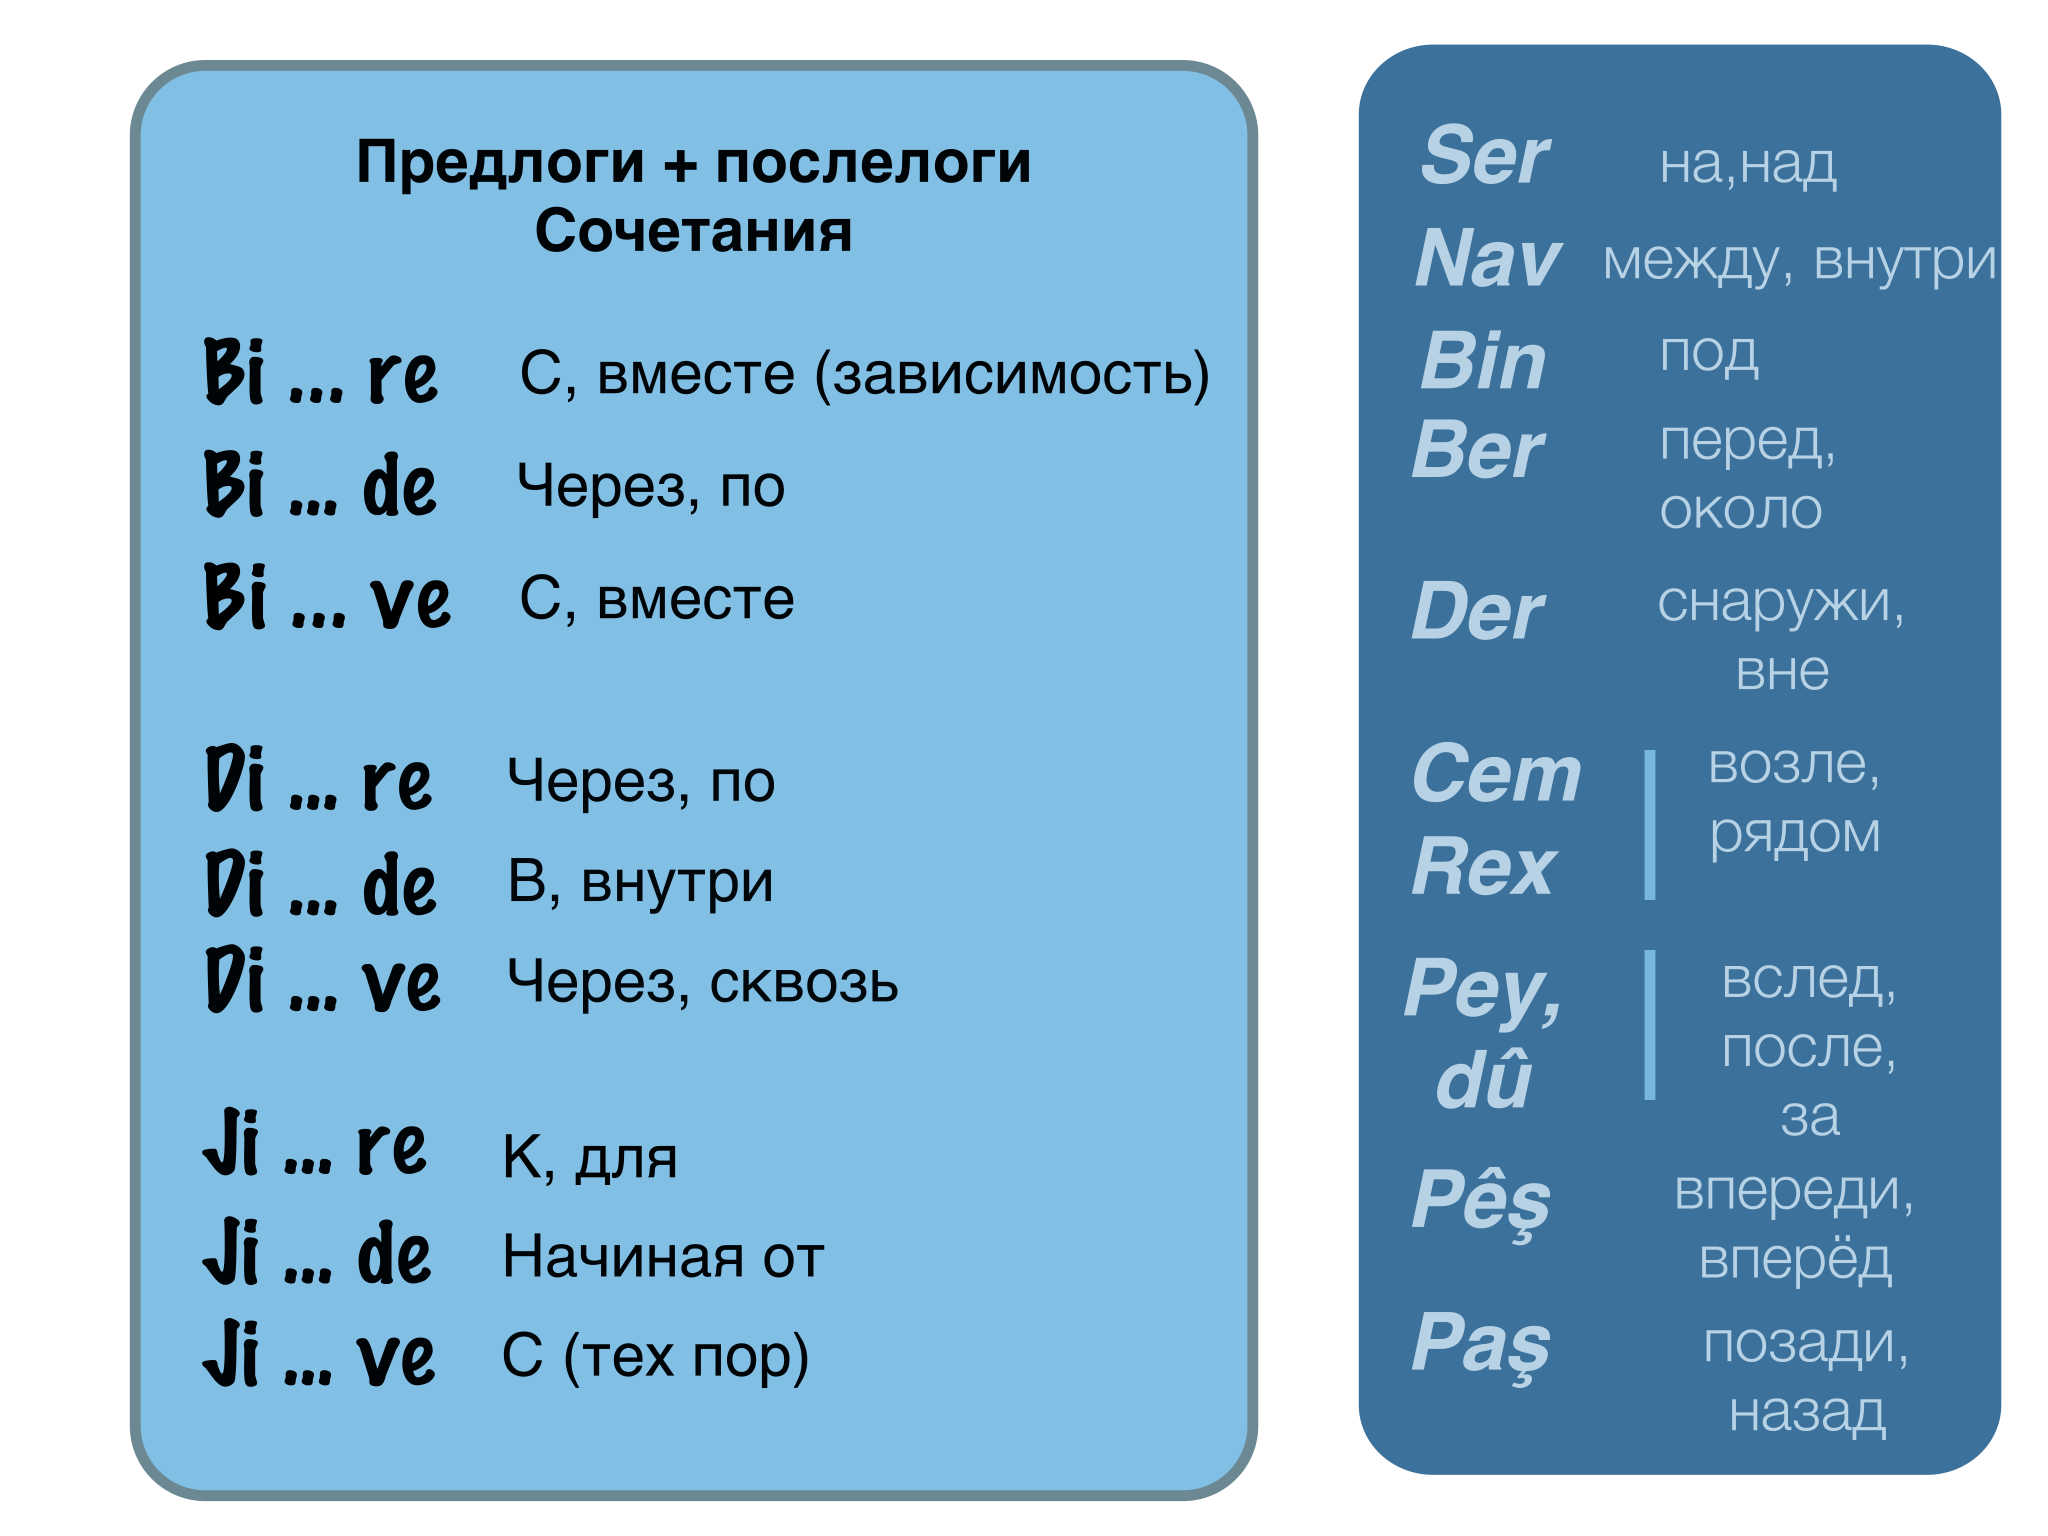 Предлоги + послелоги
Сочетания
Bi ... re С, вместе (зависимость)
Bi ... de Через, по
Bi ... ve С, вместе
Di ... re Через, по
Di ... de В, внутри
Di ... ve Через, сквозь
Ji ... re К, для
Ji ... de Начиная от
Ji ... ve С (тех пор)
Ser на,над
Nav между, внутри
Bin под
Ber перед,
около
Der снаружи,
вне
Cem возле,
Rex рядом
Pey, вслед,
dû после,
за
Pêş впереди,
вперёд
Paş позади,
назад